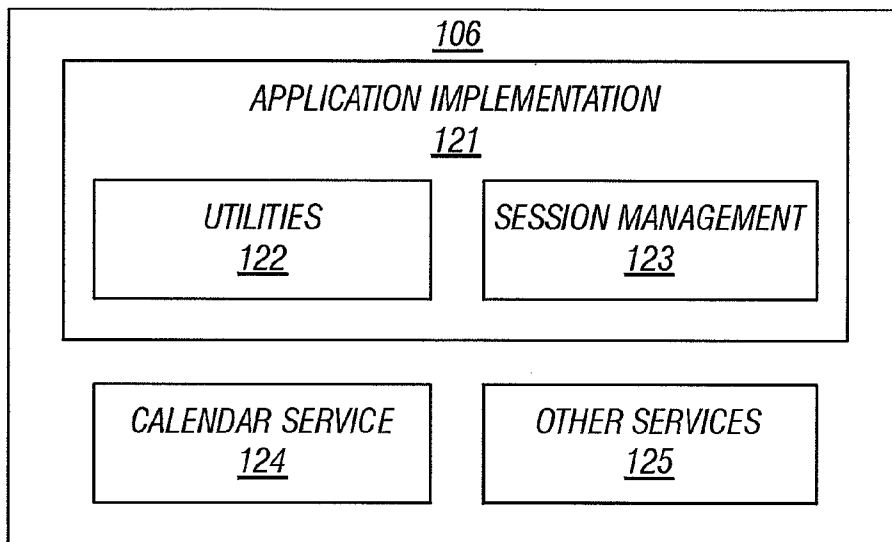 106
APPLICATION IMPLEMENTATION
121
UTILITIES
122
SESSION MANAGEMENT
123
CALENDAR SERVICE
124
OTHER SERVICES
125